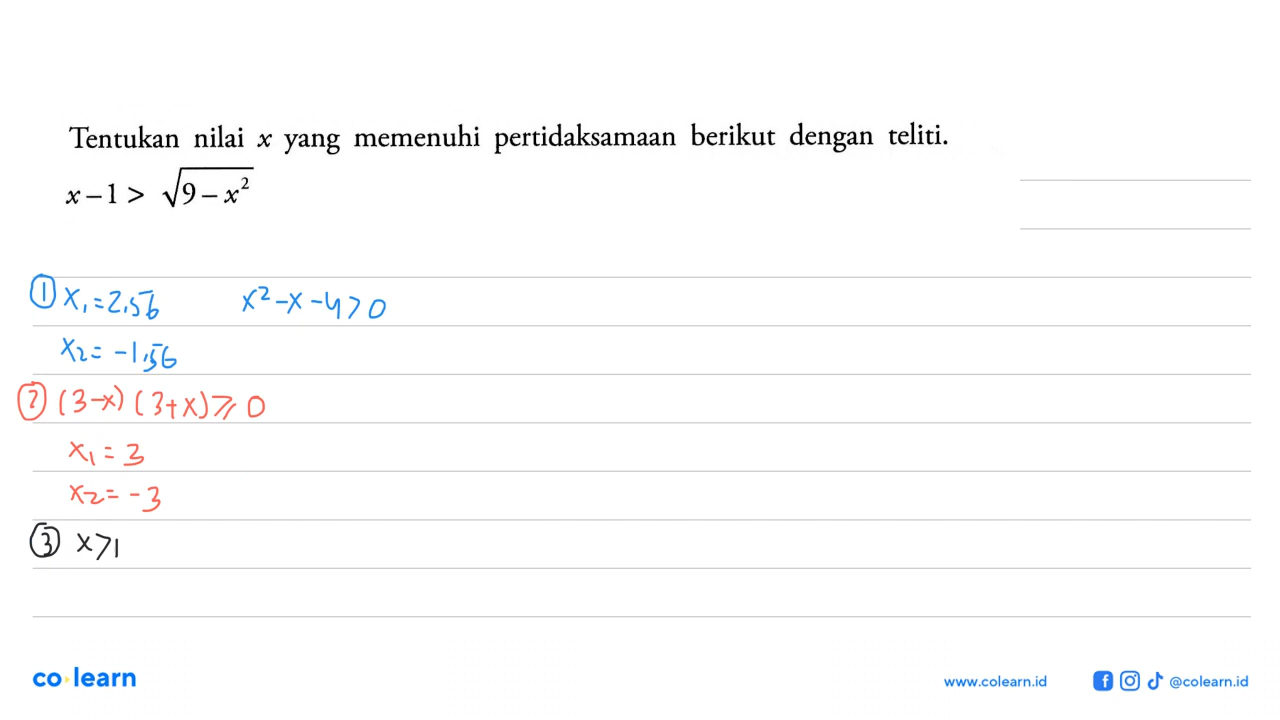 Tentukan nilai x yang memenuhi pertidaksamaan berikut dengan teliti.
x – 1 > √(9 – x²)
① x₁ = 2,56 x² – x – 4 > 0
x₂ = –1,56
② (3–x) (3+x) ≥ 0
x₁ = 3
x₂ = –3
③ x > 1
co·learn
www.colearn.id @colearn.id